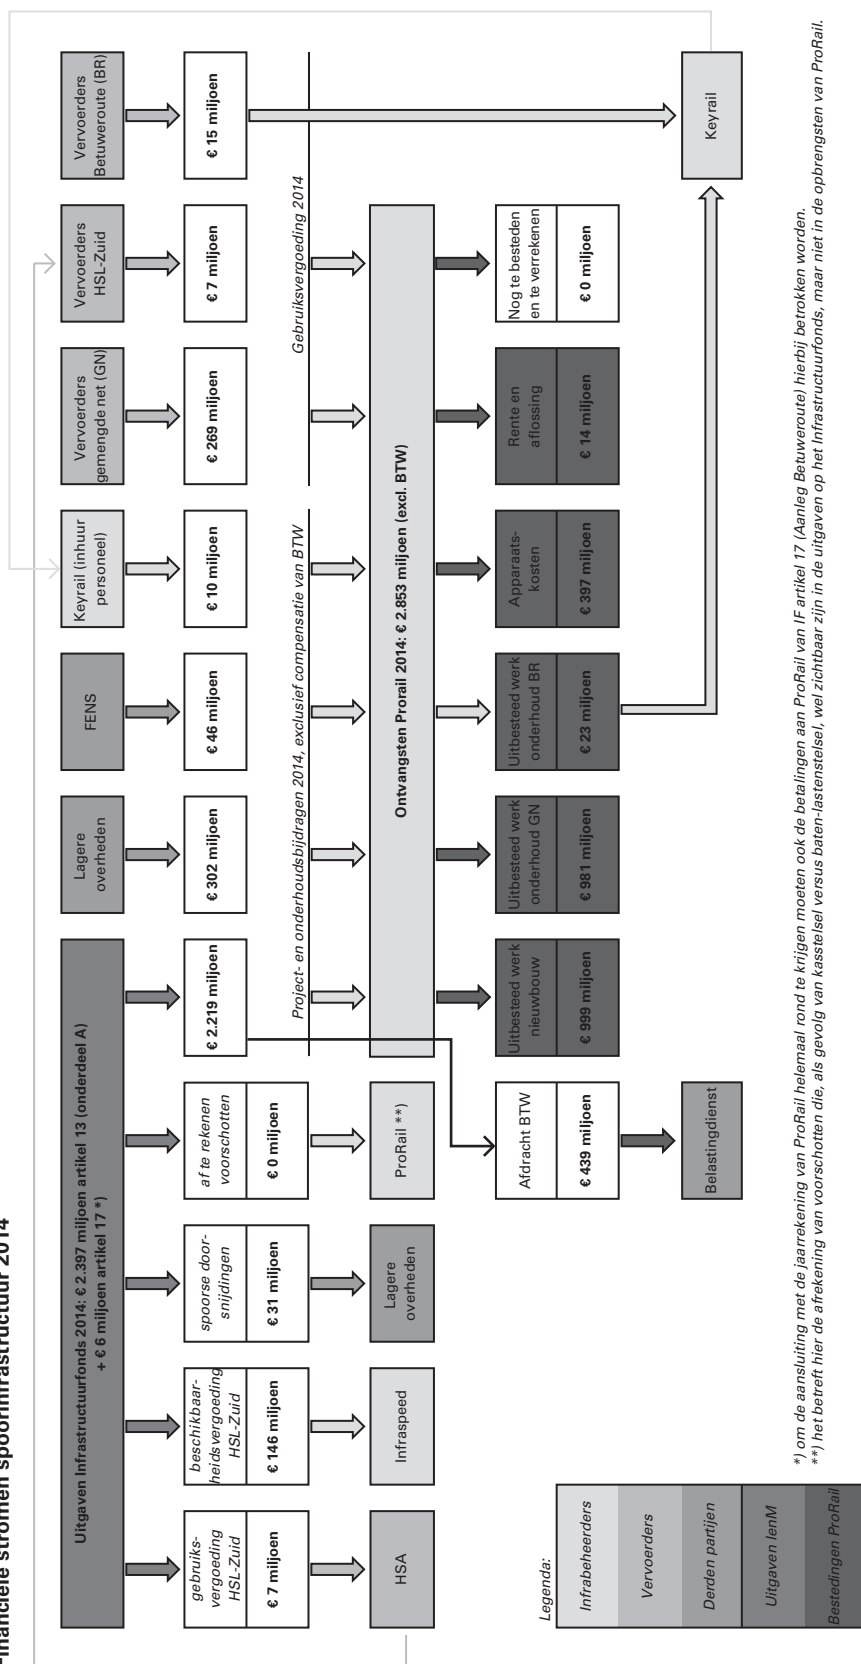 Financiële stromen spoorinfrastructuur 2014
Uitgaven Infrastructuurfonds 2014: € 2.397 miljoen artikel 13 (onderdeel A)
+ € 6 miljoen artikel 17 *)
Lagere
overheden
FENS
Keyrail (inhuur
personeel)
Vervoerders
gemengde net (GN)
Vervoerders
HSL-Zuid
Vervoerders
Betuweroute (BR)
gebruiks-
vergoeding
HSL-Zuid
€ 7 miljoen
beschikbaar-
heidsvergoeding
HSL-Zuid
€ 146 miljoen
spoorse door-
snijdingen
€ 31 miljoen
af te rekenen
voorschotten
€ 0 miljoen
€ 2.219 miljoen
€ 302 miljoen
€ 46 miljoen
€ 10 miljoen
€ 269 miljoen
€ 7 miljoen
€ 15 miljoen
Project- en onderhoudsbijdragen 2014, exclusief compensatie van BTW
Gebruiksvergoeding 2014
HSA
Infraspeed
Lagere
overheden
ProRail **)
Ontvangsten Prorail 2014: € 2.853 miljoen (excl. BTW)
Afdracht BTW
€ 439 miljoen
Uitbesteed werk
nieuwbouw
€ 999 miljoen
Uitbesteed werk
onderhoud GN
€ 981 miljoen
Uitbesteed werk
onderhoud BR
€ 23 miljoen
Apparaats-
kosten
€ 397 miljoen
Rente en
aflossing
€ 14 miljoen
Nog te besteden
en te verrekenen
€ 0 miljoen
Belastingdienst
Keyrail
Legenda:
Infrabeheerders
Vervoerders
Derden partijen
Uitgaven IenM
Bestedingen ProRail
*) om de aansluiting met de jaarrekening van ProRail helemaal rond te krijgen moeten ook de betalingen aan ProRail van IF artikel 17 (Aanleg Betuweroute) hierbij betrokken worden.
**) het betreft hier de afrekening van voorschotten die, als gevolg van kasstelsel versus baten-lastenstelsel, wel zichtbaar zijn in de uitgaven op het Infrastructuurfonds, maar niet in de opbrengsten van ProRail.